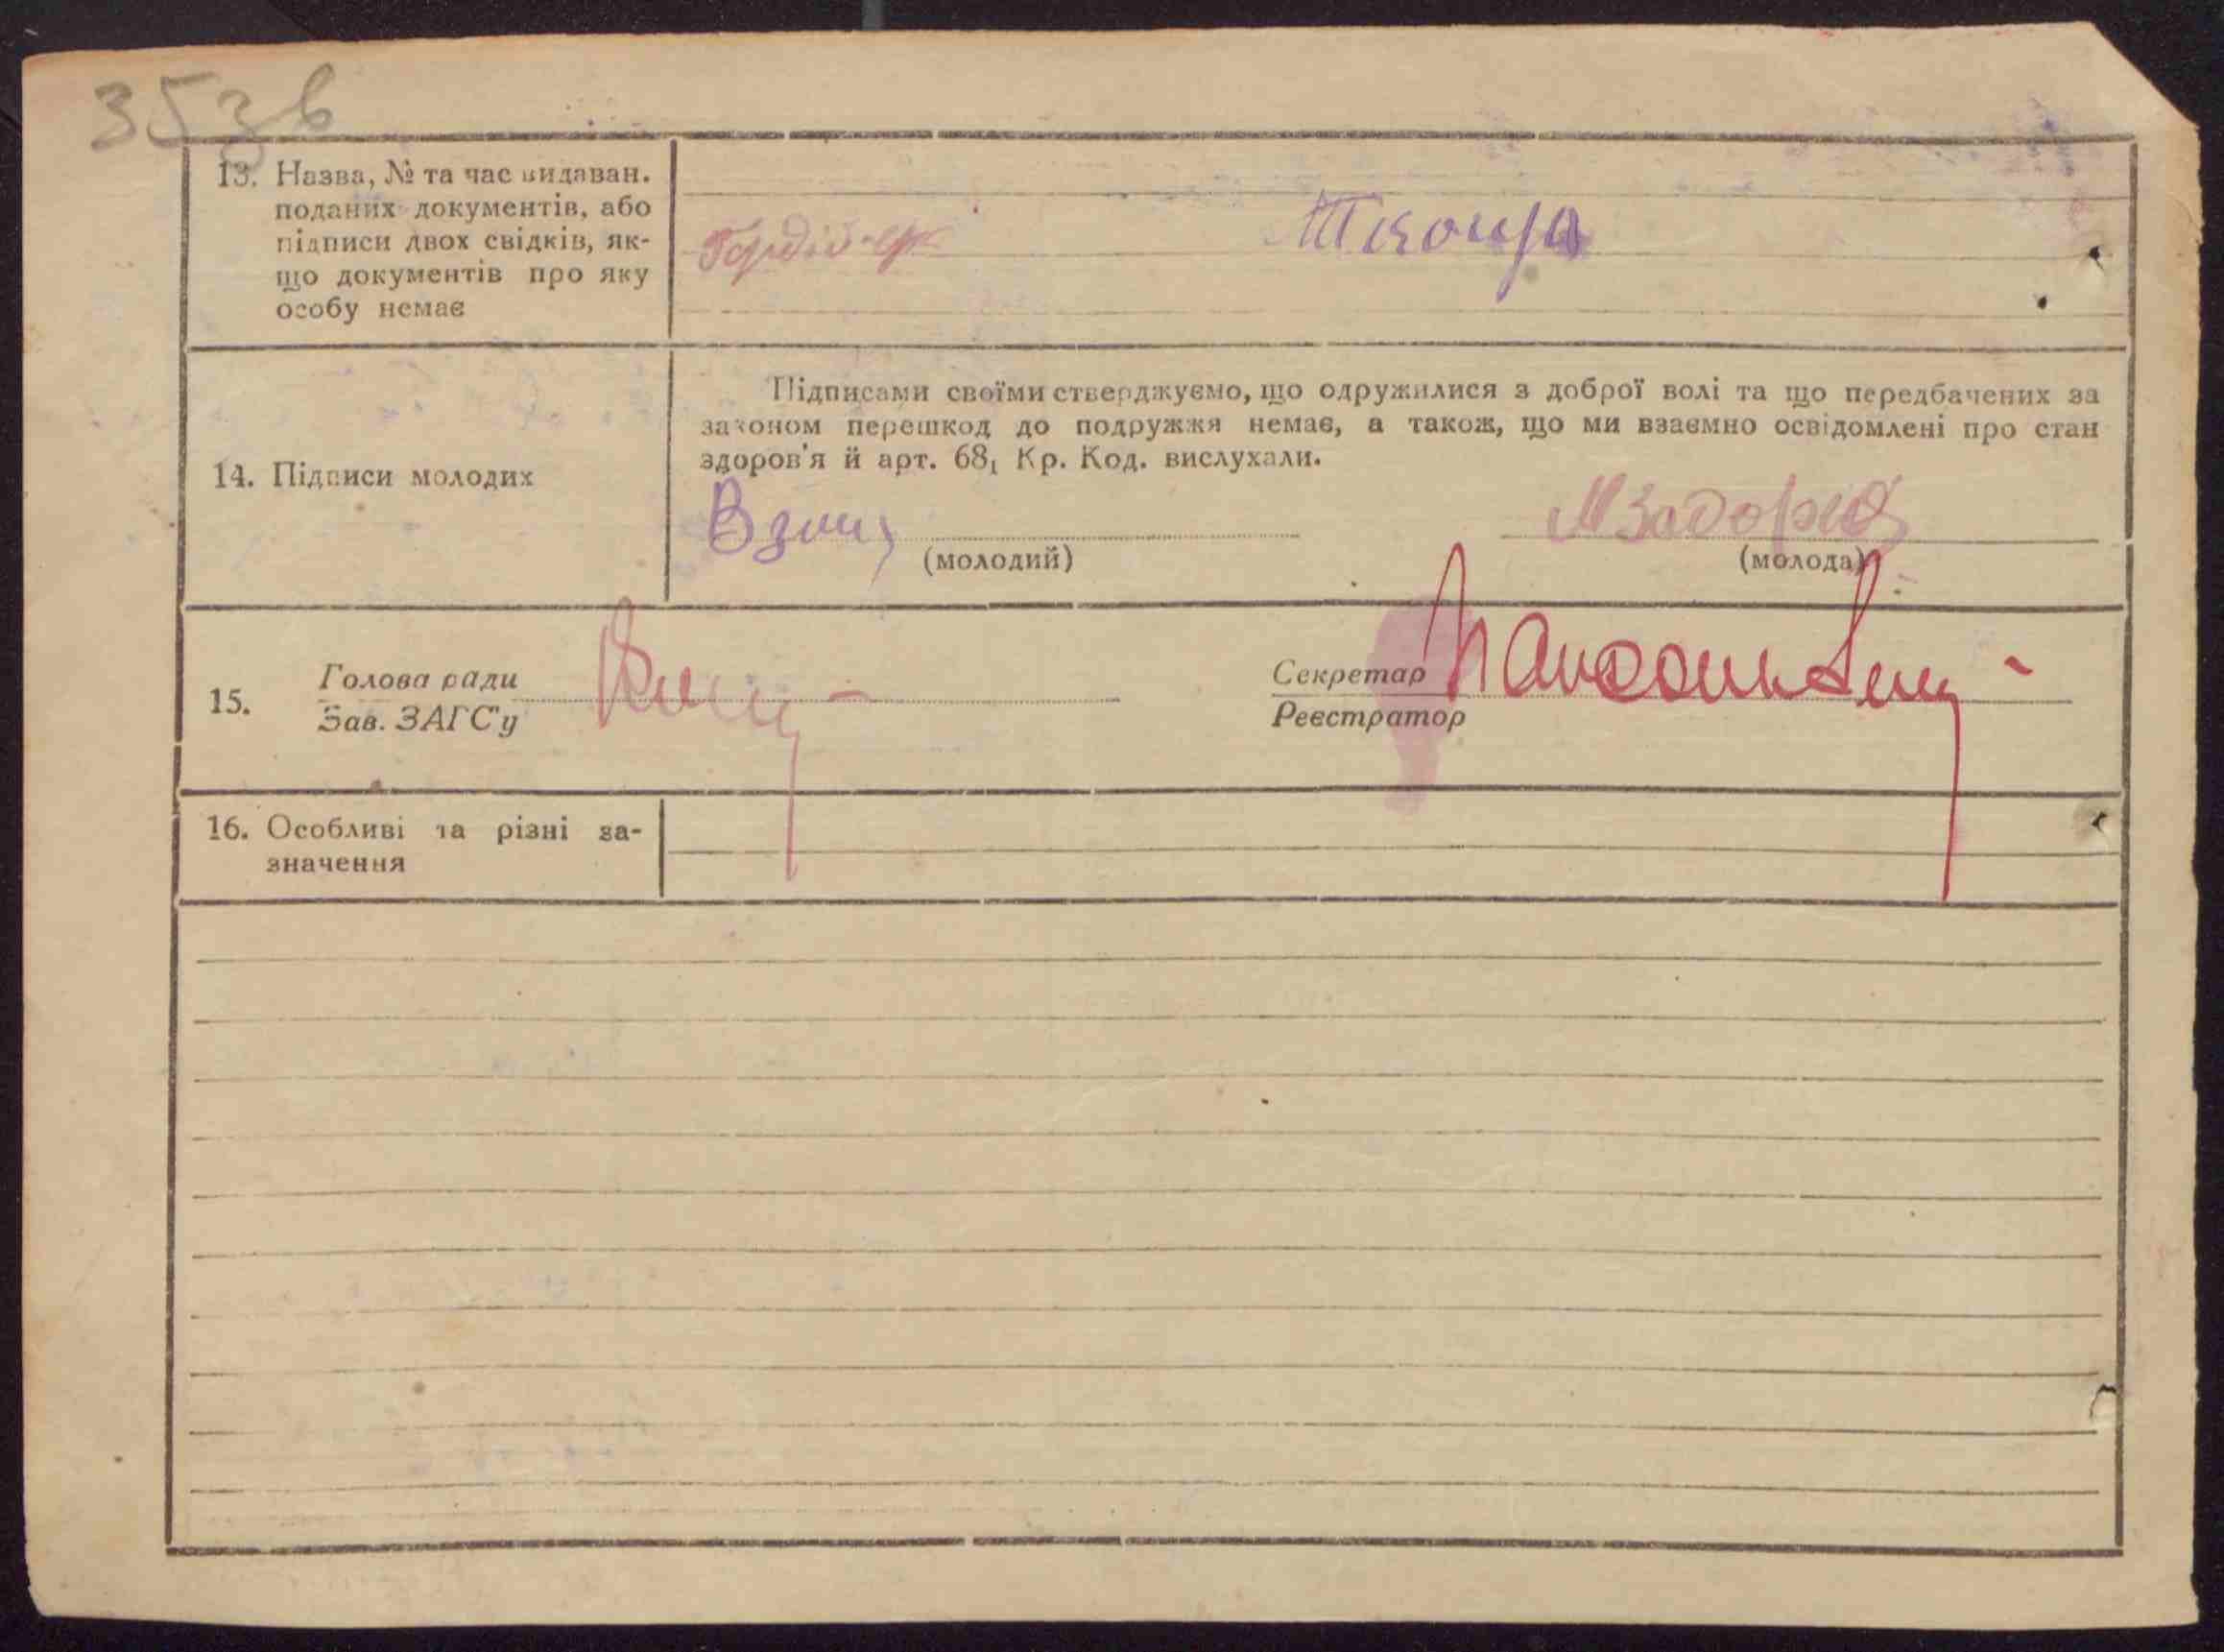 353в
13. Назва, № та час видаван.
поданих документів, або
підписи двох свідків, як-
що документів про яку
особу немає
14. Підписи молодих
Підписами своїми стверджуємо, що одружилися з доброї волі та що передбачених за
законом перешкод до подружжя немає, а також, що ми взаємно освідомлені про стан
здоров'я й арт. 68₁ Кр. Код. вислухали.
(молодий) (молода)
15. Голова ради Секретар
Зав. ЗАГС'у Реєстратор
16. Особливі та різні за-
значення